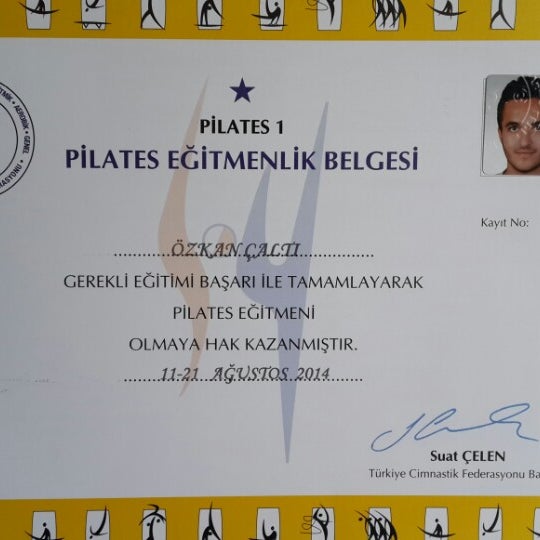 PİLATES 1
PİLATES EĞİTMENLİK BELGESİ
Kayıt No:
ÖZKAN ÇALTI
GEREKLİ EĞİTİMİ BAŞARI İLE TAMAMLAYARAK
PİLATES EĞİTMENİ
OLMAYA HAK KAZANMIŞTIR.
11-21 AĞUSTOS 2014
Suat ÇELEN
Türkiye Cimnastik Federasyonu